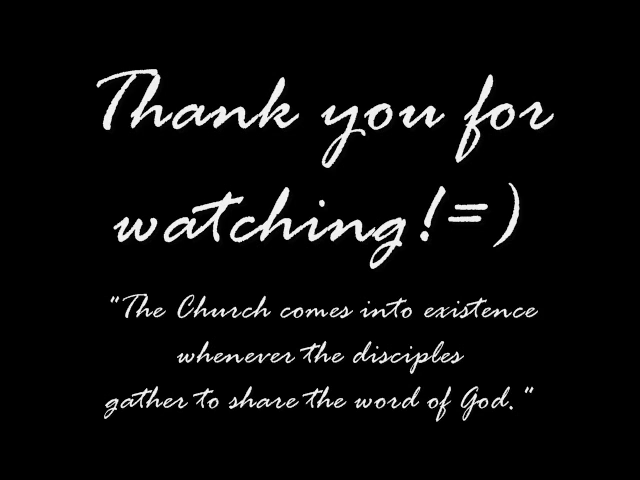 Thank you for
watching!=)
"The Church comes into existence
whenever the disciples
gather to share the word of God."